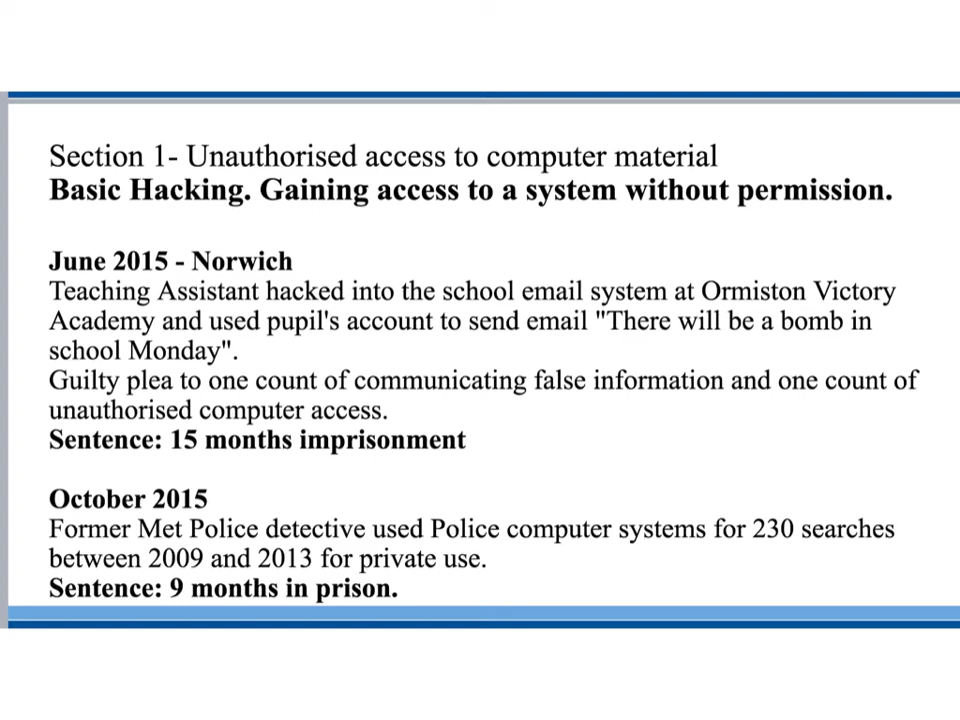 Section 1- Unauthorised access to computer material
Basic Hacking. Gaining access to a system without permission.
June 2015 - Norwich
Teaching Assistant hacked into the school email system at Ormiston Victory
Academy and used pupil's account to send email "There will be a bomb in
school Monday".
Guilty plea to one count of communicating false information and one count of
unauthorised computer access.
Sentence: 15 months imprisonment
October 2015
Former Met Police detective used Police computer systems for 230 searches
between 2009 and 2013 for private use.
Sentence: 9 months in prison.